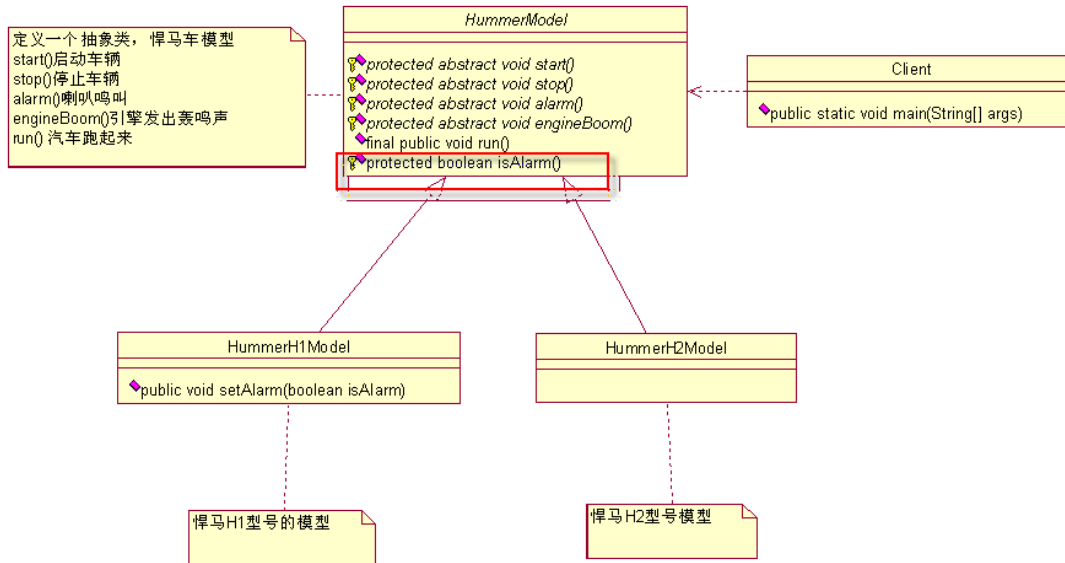 定义一个抽象类，悍马车模型
start()启动车辆
stop()停止车辆
alarm()喇叭鸣叫
engineBoom()引擎发出轰鸣声
run() 汽车跑起来
HummerModel
protected abstract void start()
protected abstract void stop()
protected abstract void alarm()
protected abstract void engineBoom()
final public void run()
protected boolean isAlarm()
Client
public static void main(String[] args)
HummerH1Model
public void setAlarm(boolean isAlarm)
HummerH2Model
悍马H1型号的模型
悍马H2型号模型